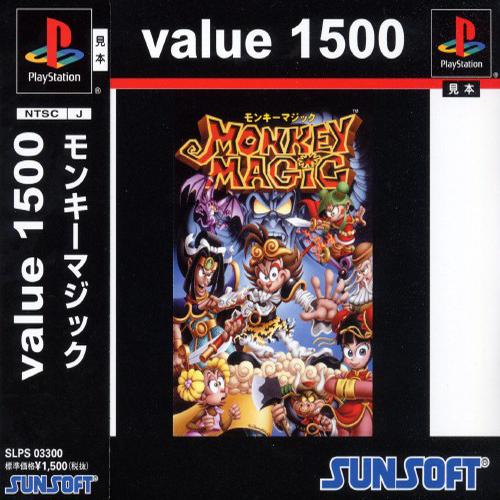 PlayStation
®
見本
NTSC J
value 1500
モンキーマジック
SLPS 03300
標準価格¥1,500(税抜)
SUNSOFT®
value 1500
PlayStation
®
見本
モンキーマジック
MONKEY MAGIC™
SUNSOFT®